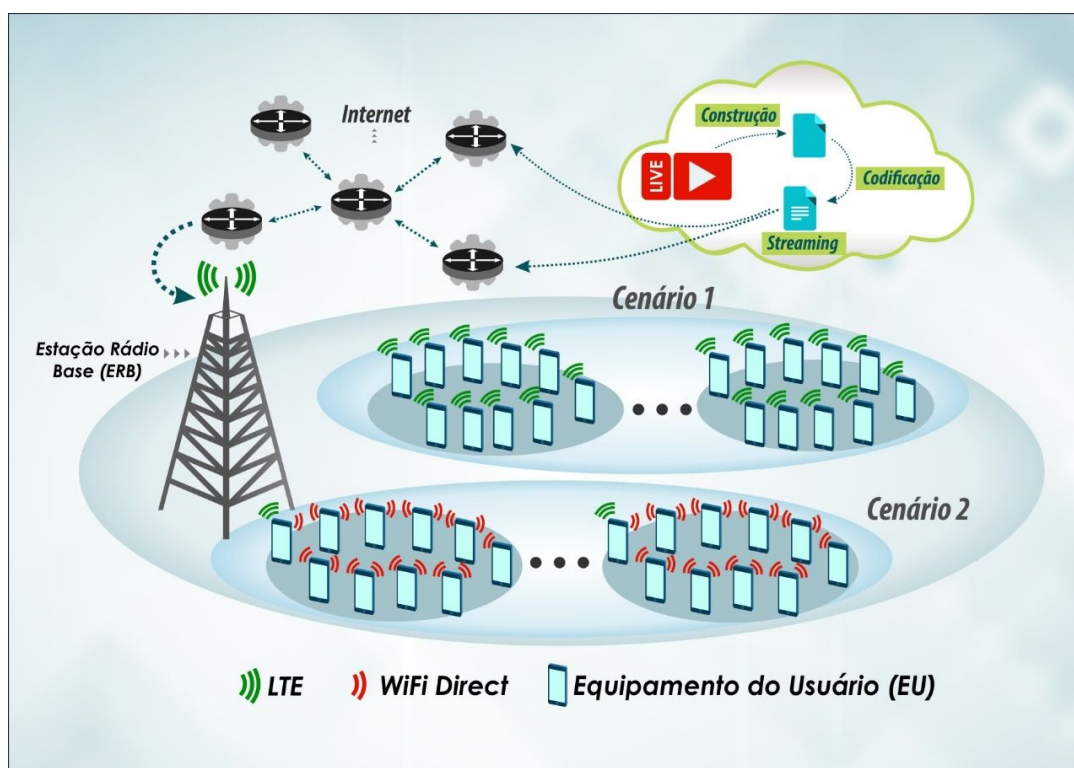 Internet
Construção
LIVE
Codificação
Streaming
Cenário 1
Estação Rádio
Base (ERB)
Cenário 2
LTE
WiFi Direct
Equipamento do Usuário (EU)